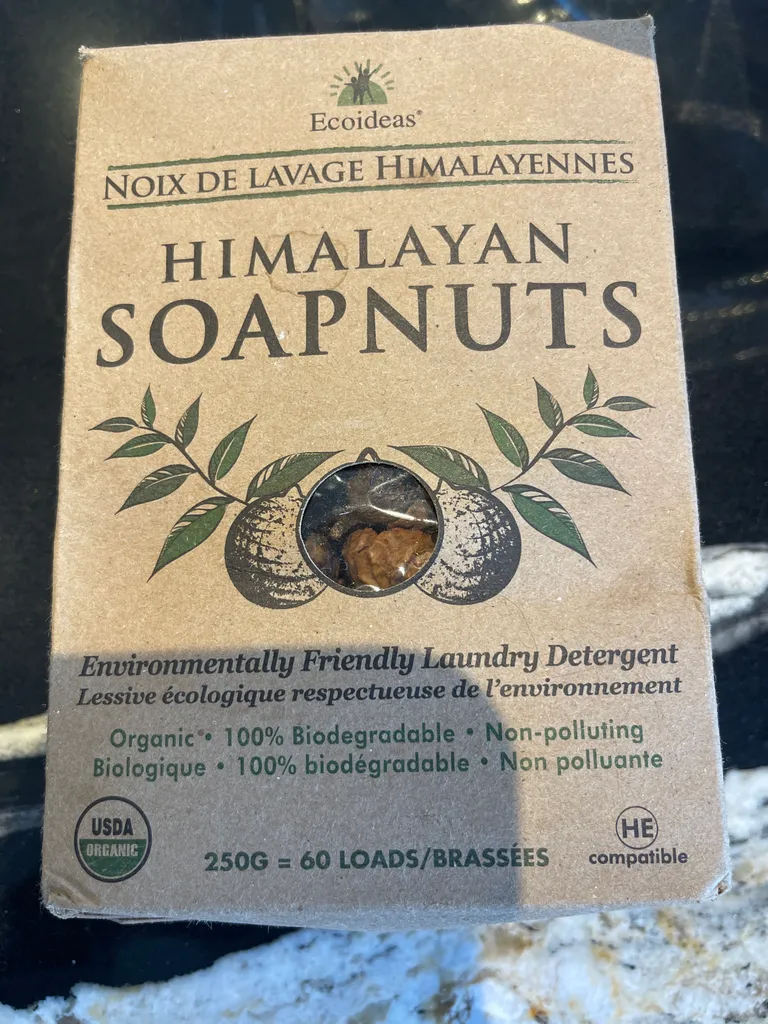 Ecoideas®
NOIX DE LAVAGE HIMALAYENNES
HIMALAYAN
SOAPNUTS
Environmentally Friendly Laundry Detergent
Lessive écologique respectueuse de l'environnement
Organic • 100% Biodegradable • Non-polluting
Biologique • 100% biodégradable • Non polluante
USDA
ORGANIC
250G = 60 LOADS/BRASSÉES
HE
compatible